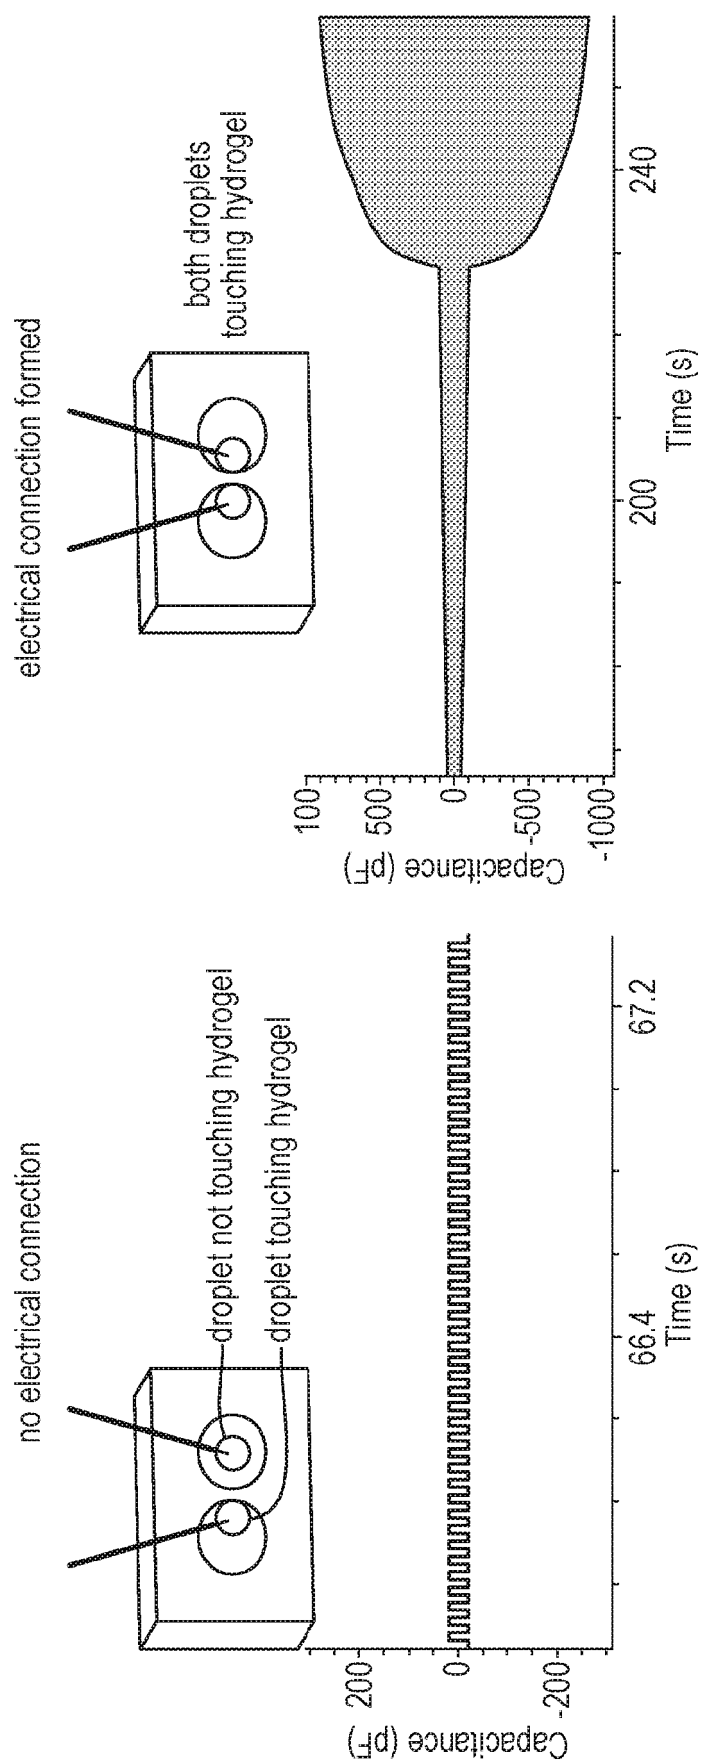 no electrical connection
droplet not touching hydrogel
droplet touching hydrogel
200
0
-200
Capacitance (pF)
66.4
67.2
Time (s)
electrical connection formed
both droplets
touching hydrogel
100
500
0
-500
-1000
Capacitance (pF)
200
240
Time (s)